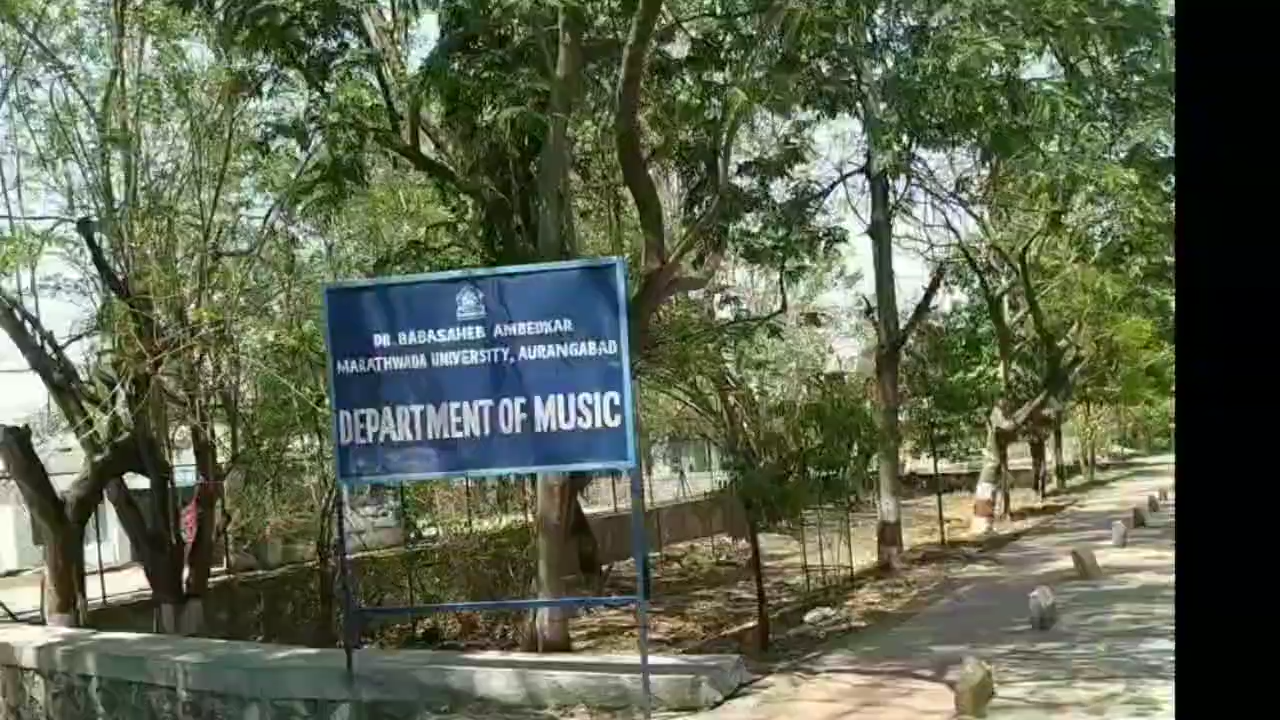 DR. BABASAHEB AMBEDKAR
MARATHWADA UNIVERSITY, AURANGABAD
DEPARTMENT OF MUSIC